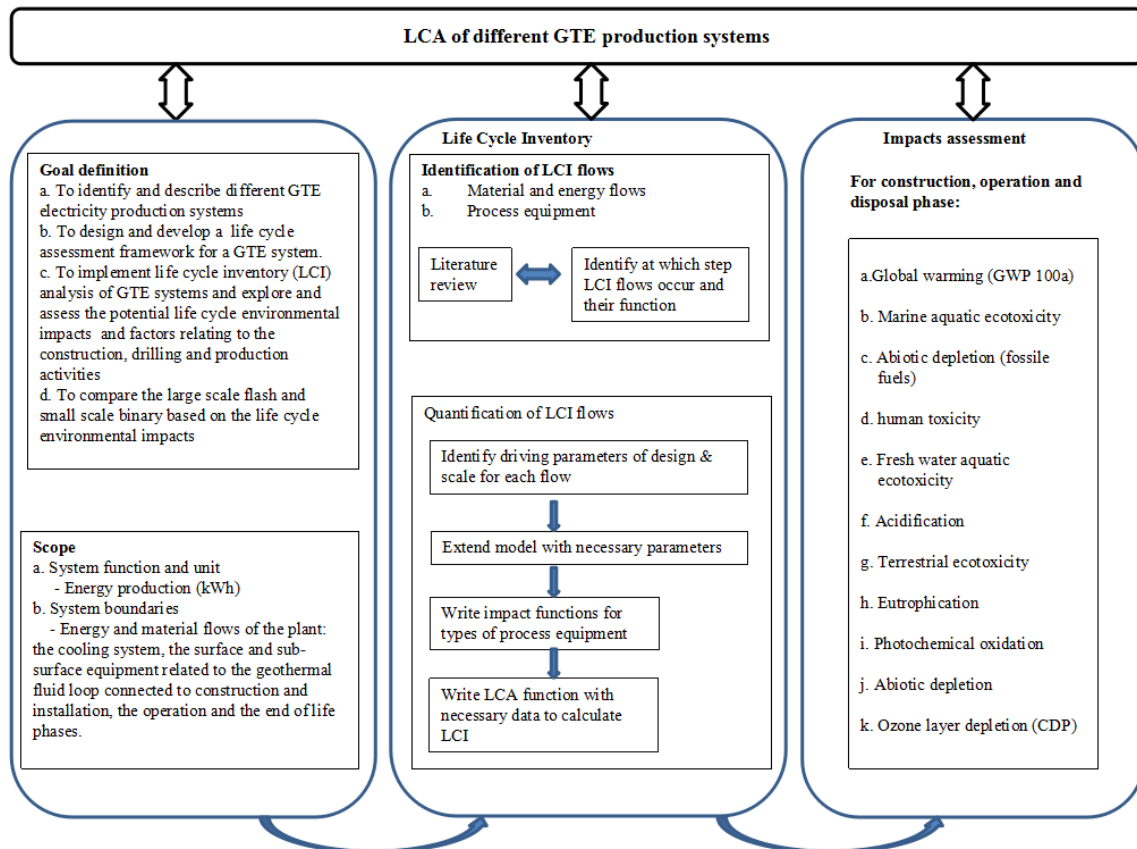 LCA of different GTE production systems
Goal definition
a. To identify and describe different GTE
electricity production systems
b. To design and develop a life cycle
assessment framework for a GTE system.
c. To implement life cycle inventory (LCI)
analysis of GTE systems and explore and
assess the potential life cycle environmental
impacts and factors relating to the
construction, drilling and production
activities
d. To compare the large scale flash and
small scale binary based on the life cycle
environmental impacts
Scope
a. System function and unit
- Energy production (kWh)
b. System boundaries
- Energy and material flows of the plant:
the cooling system, the surface and sub-
surface equipment related to the geothermal
fluid loop connected to construction and
installation, the operation and the end of life
phases.
Life Cycle Inventory
Identification of LCI flows
a. Material and energy flows
b. Process equipment
Literature
review
Identify at which step
LCI flows occur and
their function
Quantification of LCI flows
Identify driving parameters of design &
scale for each flow
Extend model with necessary parameters
Write impact functions for
types of process equipment
Write LCA function with
necessary data to calculate
LCI
Impacts assessment
For construction, operation and
disposal phase:
a.Global warming (GWP 100a)
b. Marine aquatic ecotoxicity
c. Abiotic depletion (fossile
fuels)
d. human toxicity
e. Fresh water aquatic
ecotoxicity
f. Acidification
g. Terrestrial ecotoxicity
h. Eutrophication
i. Photochemical oxidation
j. Abiotic depletion
k. Ozone layer depletion (CDP)